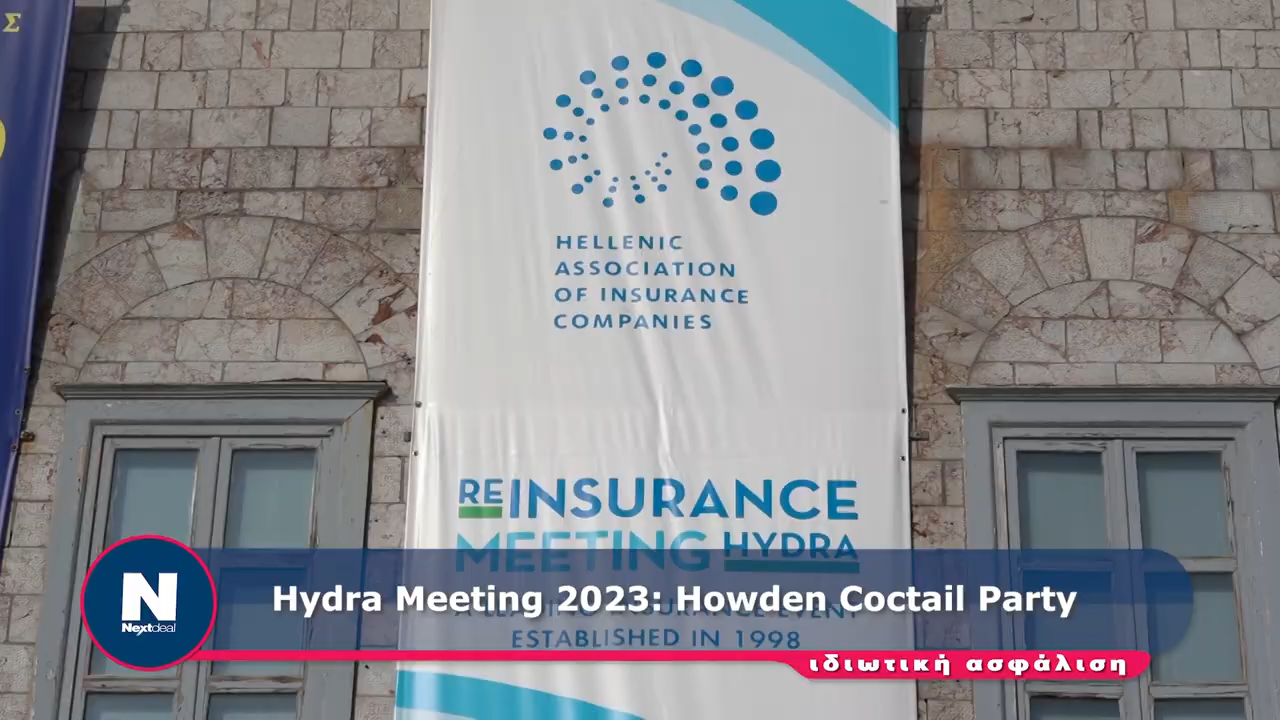 Σ
HELLENIC
ASSOCIATION
OF INSURANCE
COMPANIES
REINSURANCE
MEETING HYDRA
Hydra Meeting 2023: Howden Coctail Party
EVENT
ESTABLISHED IN 1998
N
Nextdeal
ιδιωτική ασφάλιση